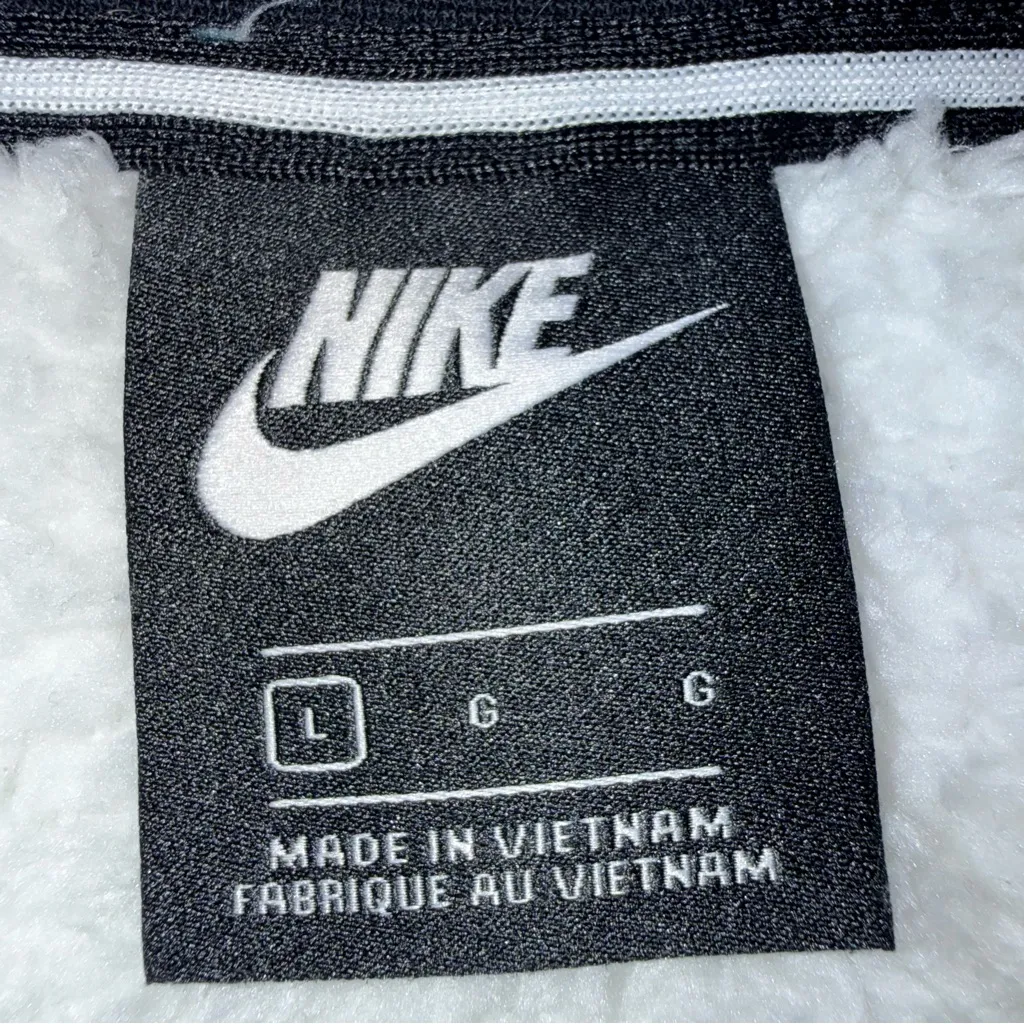 NIKE
L G G
MADE IN VIETNAM
FABRIQUE AU VIETNAM